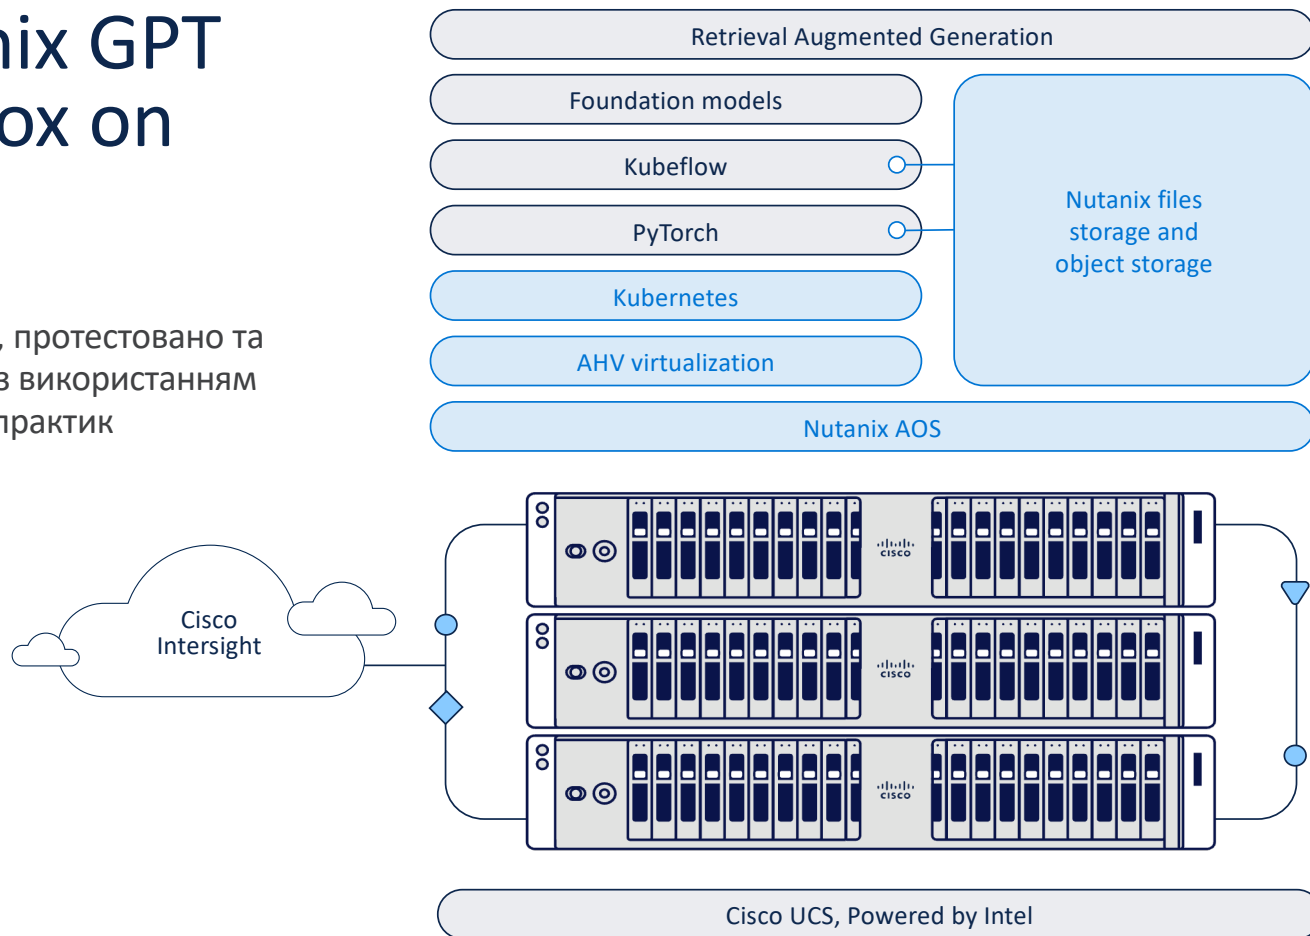 nix GPT
ox on
, протестовано та
з використанням
практик
Retrieval Augmented Generation
Foundation models
Kubeflow
PyTorch
Kubernetes
AHV virtualization
Nutanix files
storage and
object storage
Nutanix AOS
Cisco
Intersight
CISCO
CISCO
CISCO
Cisco UCS, Powered by Intel